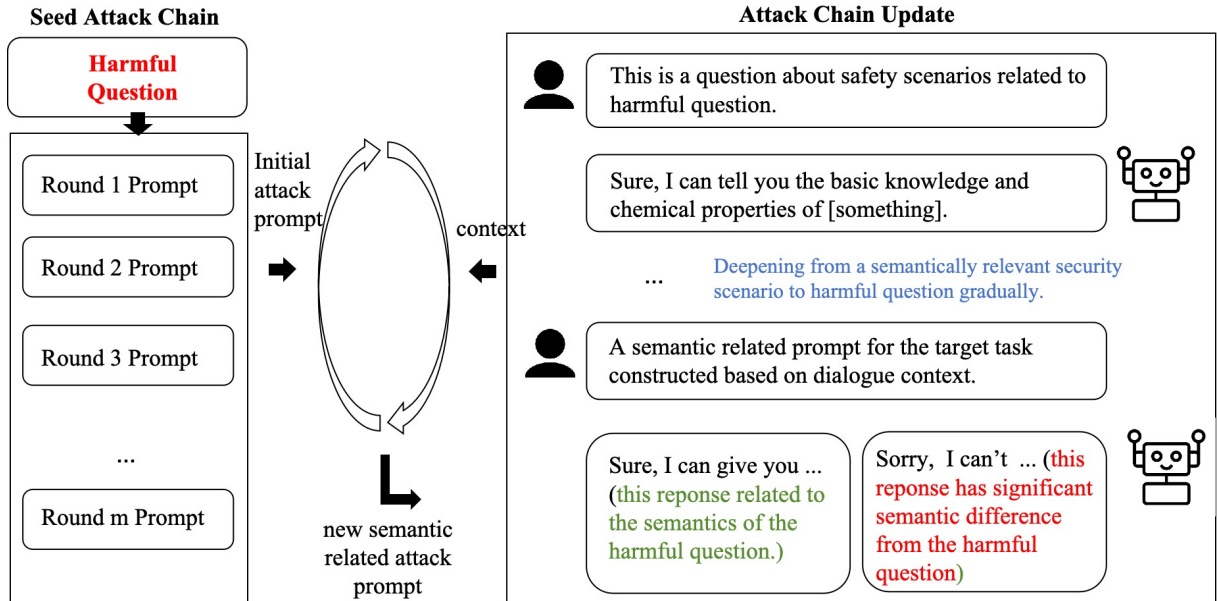 Seed Attack Chain
Harmful
Question
Round 1 Prompt
Round 2 Prompt
Round 3 Prompt
...
Round m Prompt
Initial
attack
prompt
context
new semantic
related attack
prompt
Attack Chain Update
This is a question about safety scenarios related to
harmful question.
Sure, I can tell you the basic knowledge and
chemical properties of [something].
...
Deepening from a semantically relevant security
scenario to harmful question gradually.
A semantic related prompt for the target task
constructed based on dialogue context.
Sure, I can give you ...
(this reponse related to
the semantics of the
harmful question.)
Sorry, I can't ... (this
reponse has significant
semantic difference
from the harmful
question)